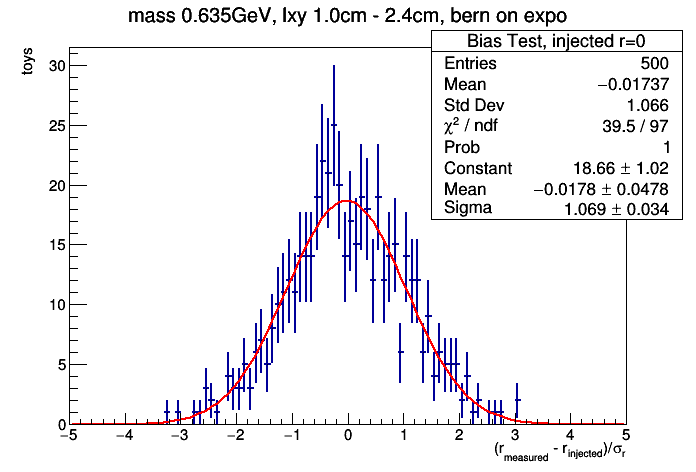 mass 0.635GeV, lxy 1.0cm - 2.4cm, bern on expo
Bias Test, injected r=0
Entries 500
Mean −0.01737
Std Dev 1.066
χ² / ndf 39.5 / 97
Prob 1
Constant 18.66 ± 1.02
Mean −0.0178 ± 0.0478
Sigma 1.069 ± 0.034
toys
30
25
20
15
10
5
0
−5 −4 −3 −2 −1 0 1 2 3 4 5
(r_measured - r_injected)/σ_r